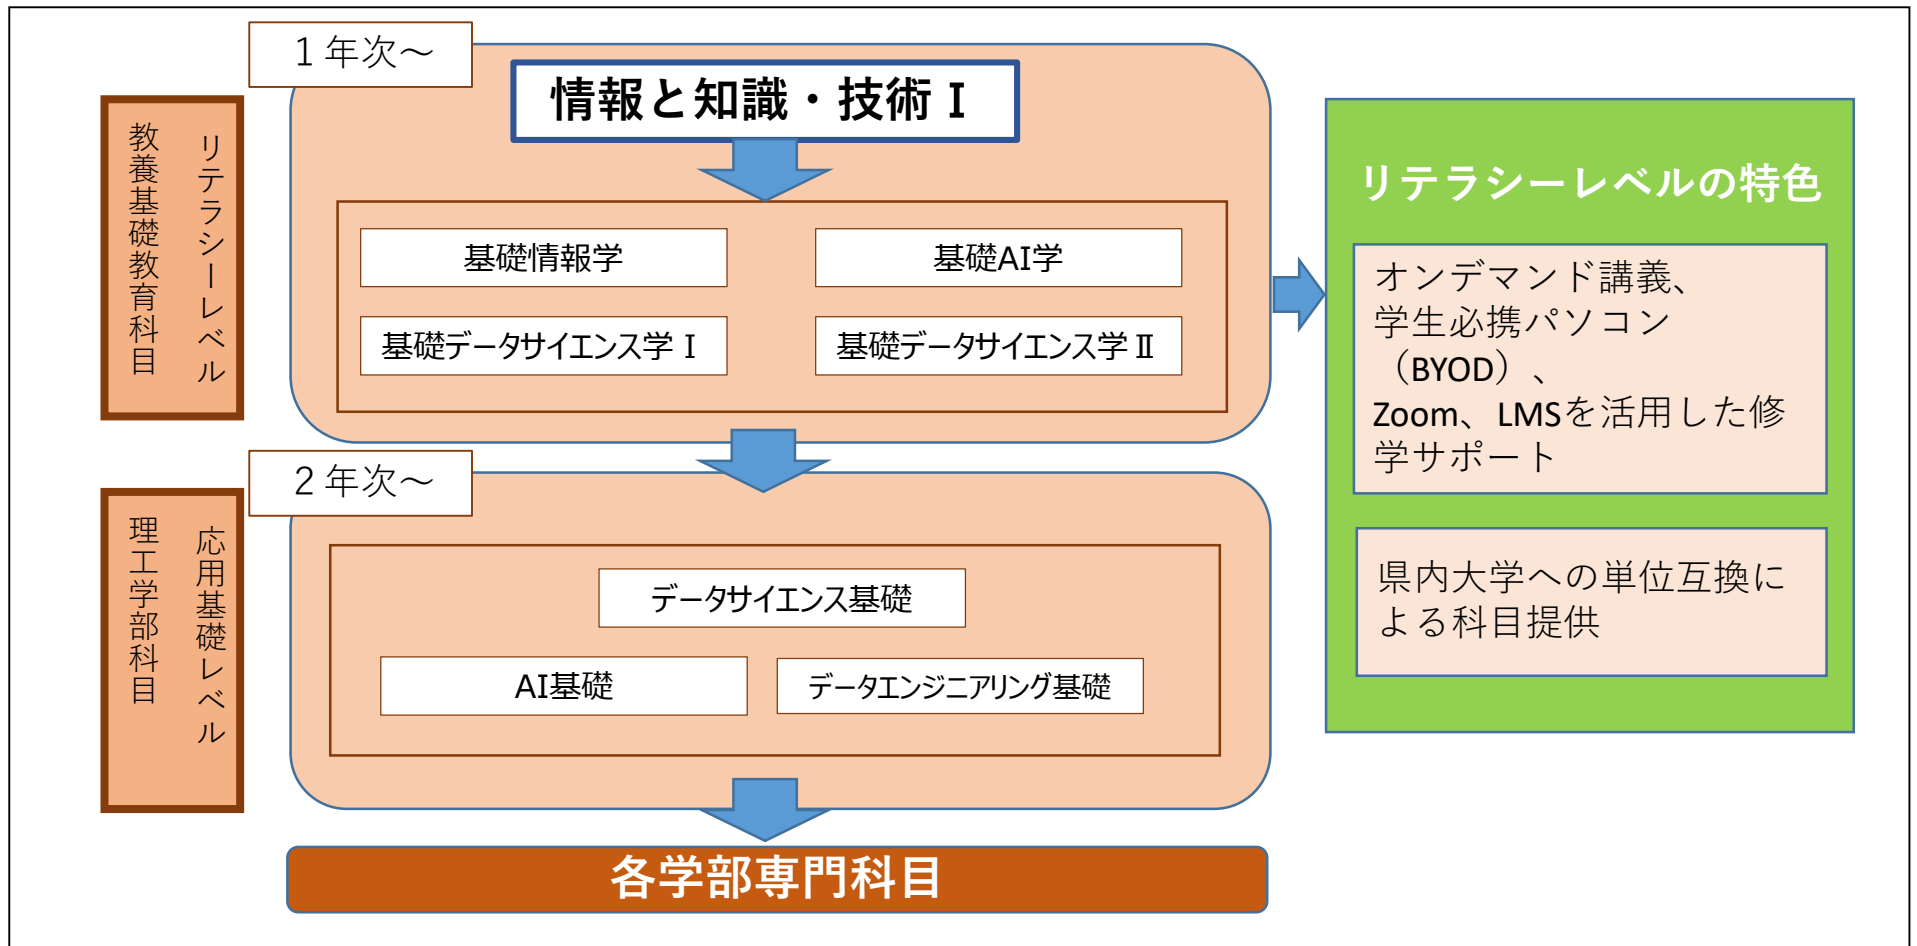 １年次～
情報と知識・技術Ⅰ
リテラシーレベル
教養基礎教育科目
基礎情報学
基礎AI学
基礎データサイエンス学Ⅰ
基礎データサイエンス学Ⅱ
２年次～
応用基礎レベル
理工学部科目
データサイエンス基礎
AI基礎
データエンジニアリング基礎
各学部専門科目
リテラシーレベルの特色
オンデマンド講義、
学生必携パソコン
（BYOD）、
Zoom、LMSを活用した修
学サポート
県内大学への単位互換に
よる科目提供